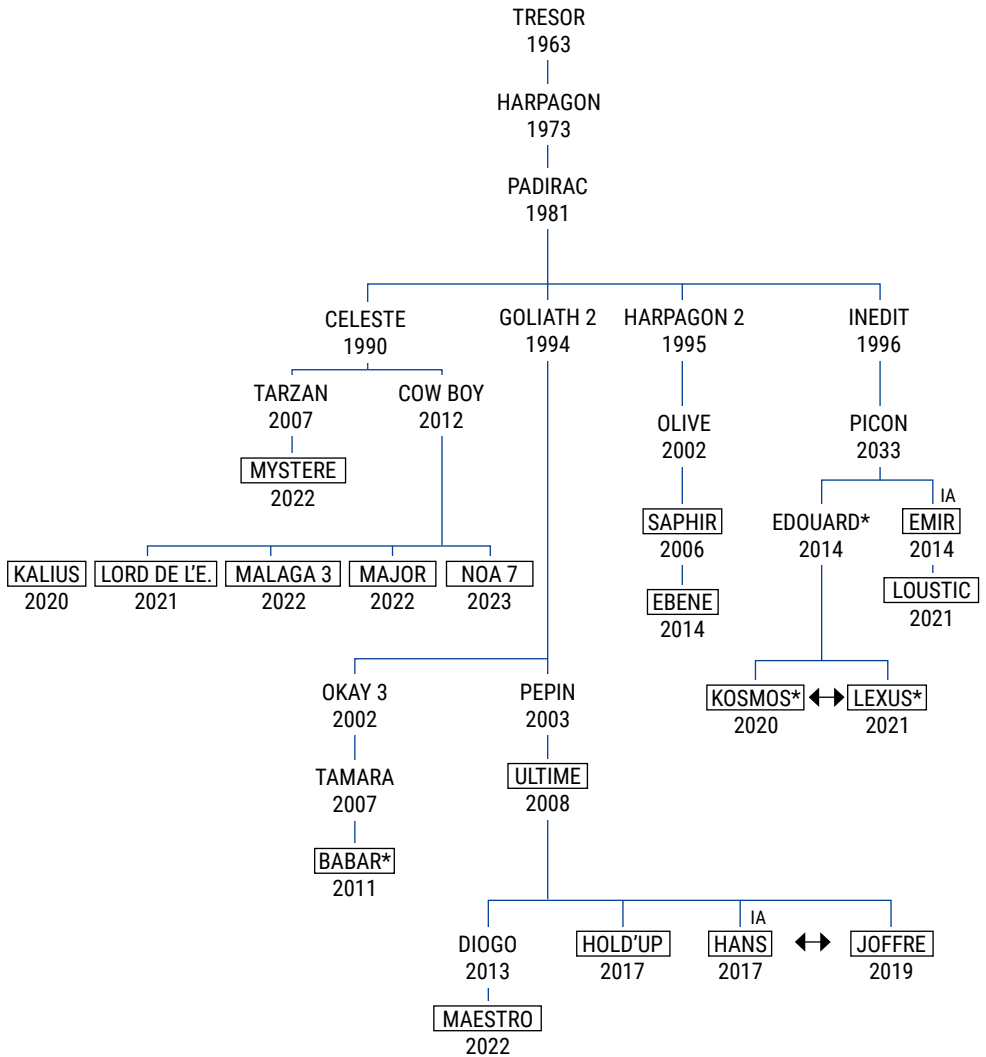 TRESOR
1963
HARPAGON
1973
PADIRAC
1981
CELESTE
1990
GOLIATH 2
1994
HARPAGON 2
1995
INEDIT
1996
TARZAN
2007
COW BOY
2012
OLIVE
2002
PICON
2033
MYSTERE
2022
IA
SAPHIR
2006
EDOUARD*
2014
EMIR
2014
KALIUS
2020
LORD DE L'E.
2021
MALAGA 3
2022
MAJOR
2022
NOA 7
2023
EBENE
2014
LOUSTIC
2021
OKAY 3
2002
PEPIN
2003
KOSMOS*
2020
LEXUS*
2021
TAMARA
2007
ULTIME
2008
BABAR*
2011
IA
DIOGO
2013
HOLD'UP
2017
HANS
2017
JOFFRE
2019
MAESTRO
2022